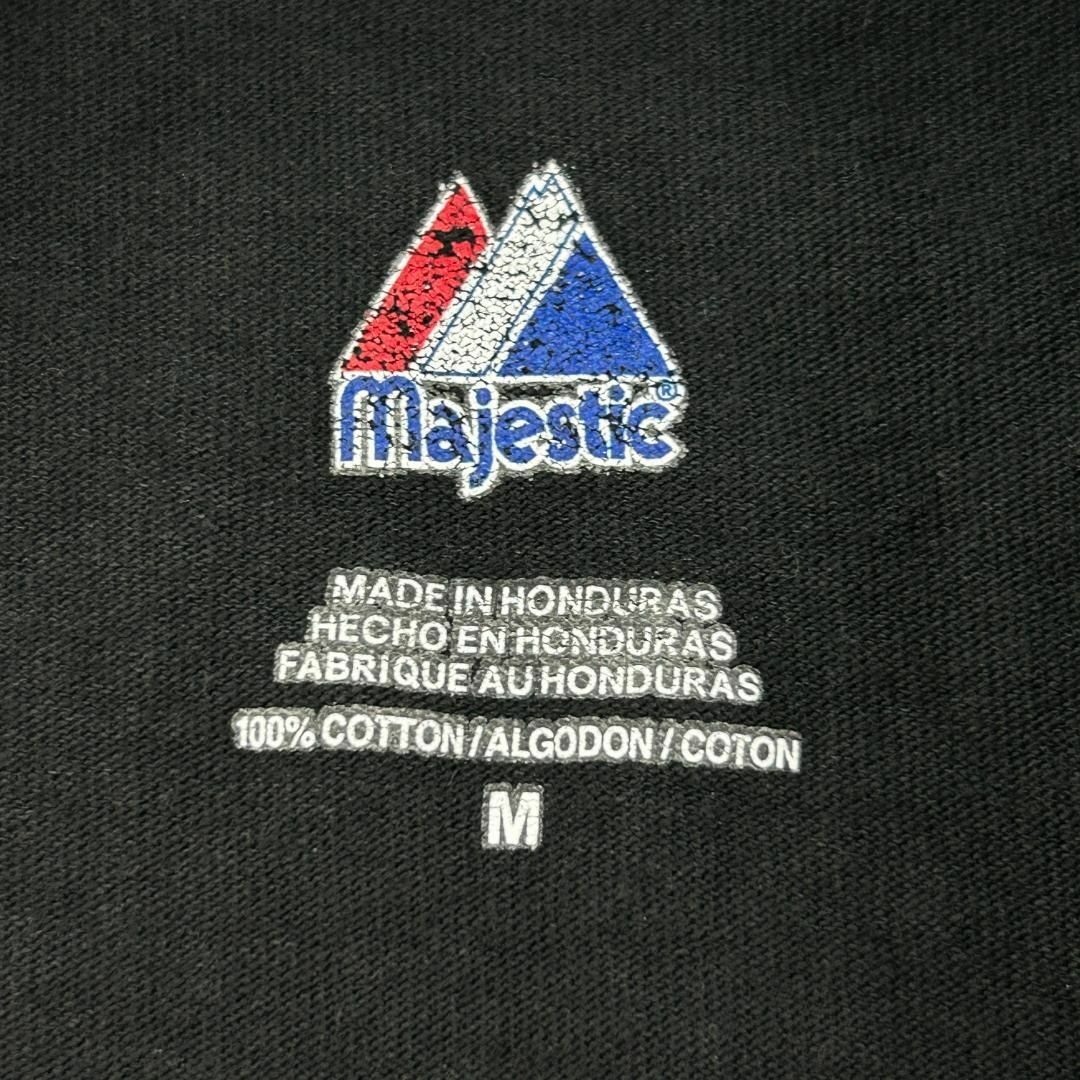 Majestic®
MADE IN HONDURAS
HECHO EN HONDURAS
FABRIQUE AU HONDURAS
100% COTTON / ALGODON / COTON
M